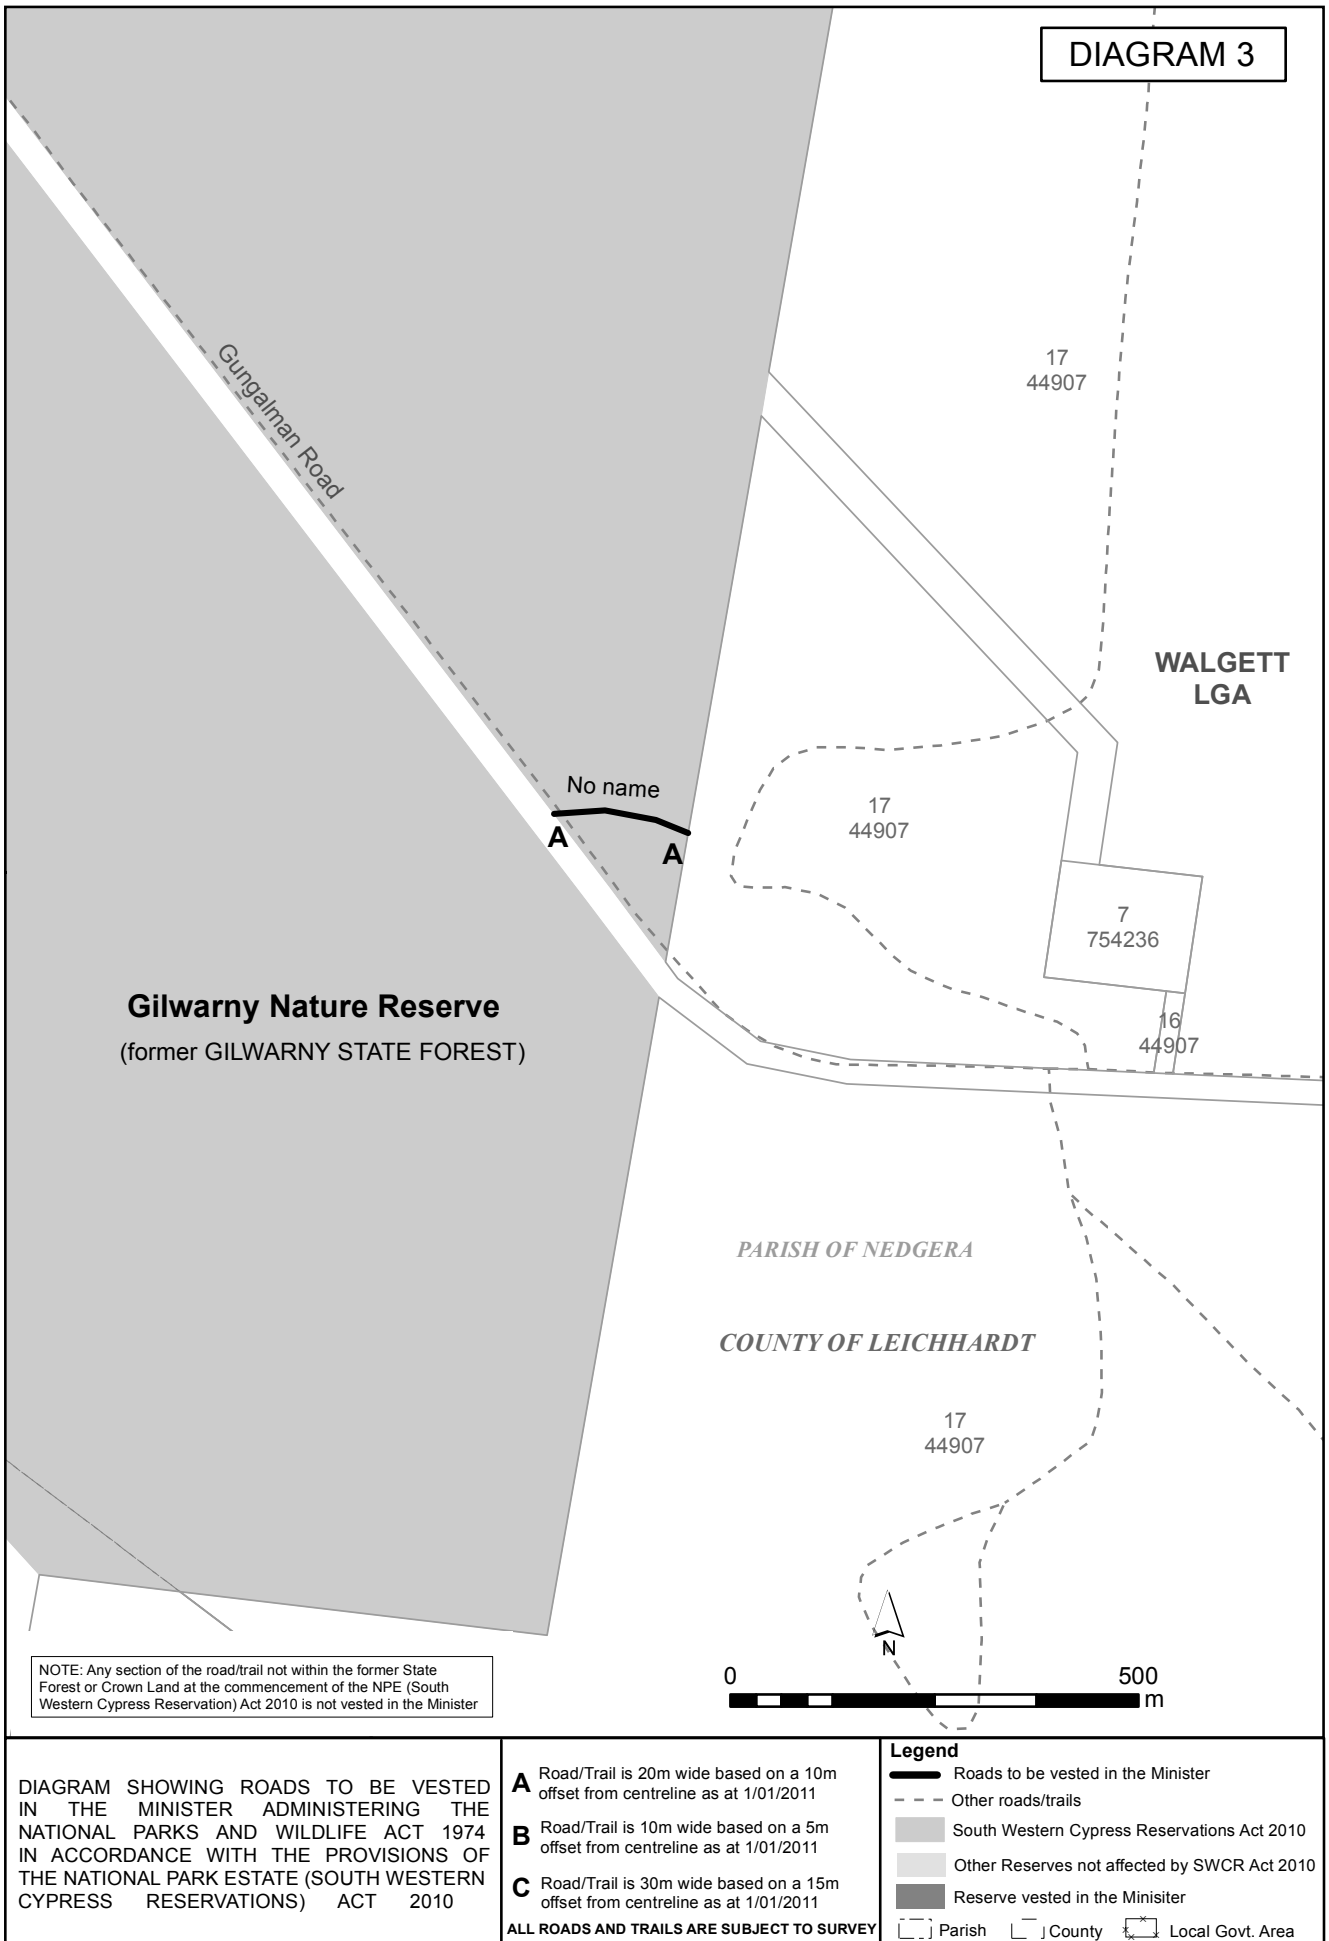 DIAGRAM 3
Gungalman Road
17
44907
WALGETT
LGA
No name
A
A
17
44907
7
754236
16
44907
Gilwarny Nature Reserve
(former GILWARNY STATE FOREST)
PARISH OF NEDGERA
COUNTY OF LEICHHARDT
17
44907
N
NOTE: Any section of the road/trail not within the former State
Forest or Crown Land at the commencement of the NPE (South
Western Cypress Reservation) Act 2010 is not vested in the Minister
0 500
m
DIAGRAM SHOWING ROADS TO BE VESTED
IN THE MINISTER ADMINISTERING THE
NATIONAL PARKS AND WILDLIFE ACT 1974
IN ACCORDANCE WITH THE PROVISIONS OF
THE NATIONAL PARK ESTATE (SOUTH WESTERN
CYPRESS RESERVATIONS) ACT 2010
A Road/Trail is 20m wide based on a 10m
offset from centreline as at 1/01/2011
B Road/Trail is 10m wide based on a 5m
offset from centreline as at 1/01/2011
C Road/Trail is 30m wide based on a 15m
offset from centreline as at 1/01/2011
ALL ROADS AND TRAILS ARE SUBJECT TO SURVEY
Legend
Roads to be vested in the Minister
Other roads/trails
South Western Cypress Reservations Act 2010
Other Reserves not affected by SWCR Act 2010
Reserve vested in the Minisiter
Parish County Local Govt. Area